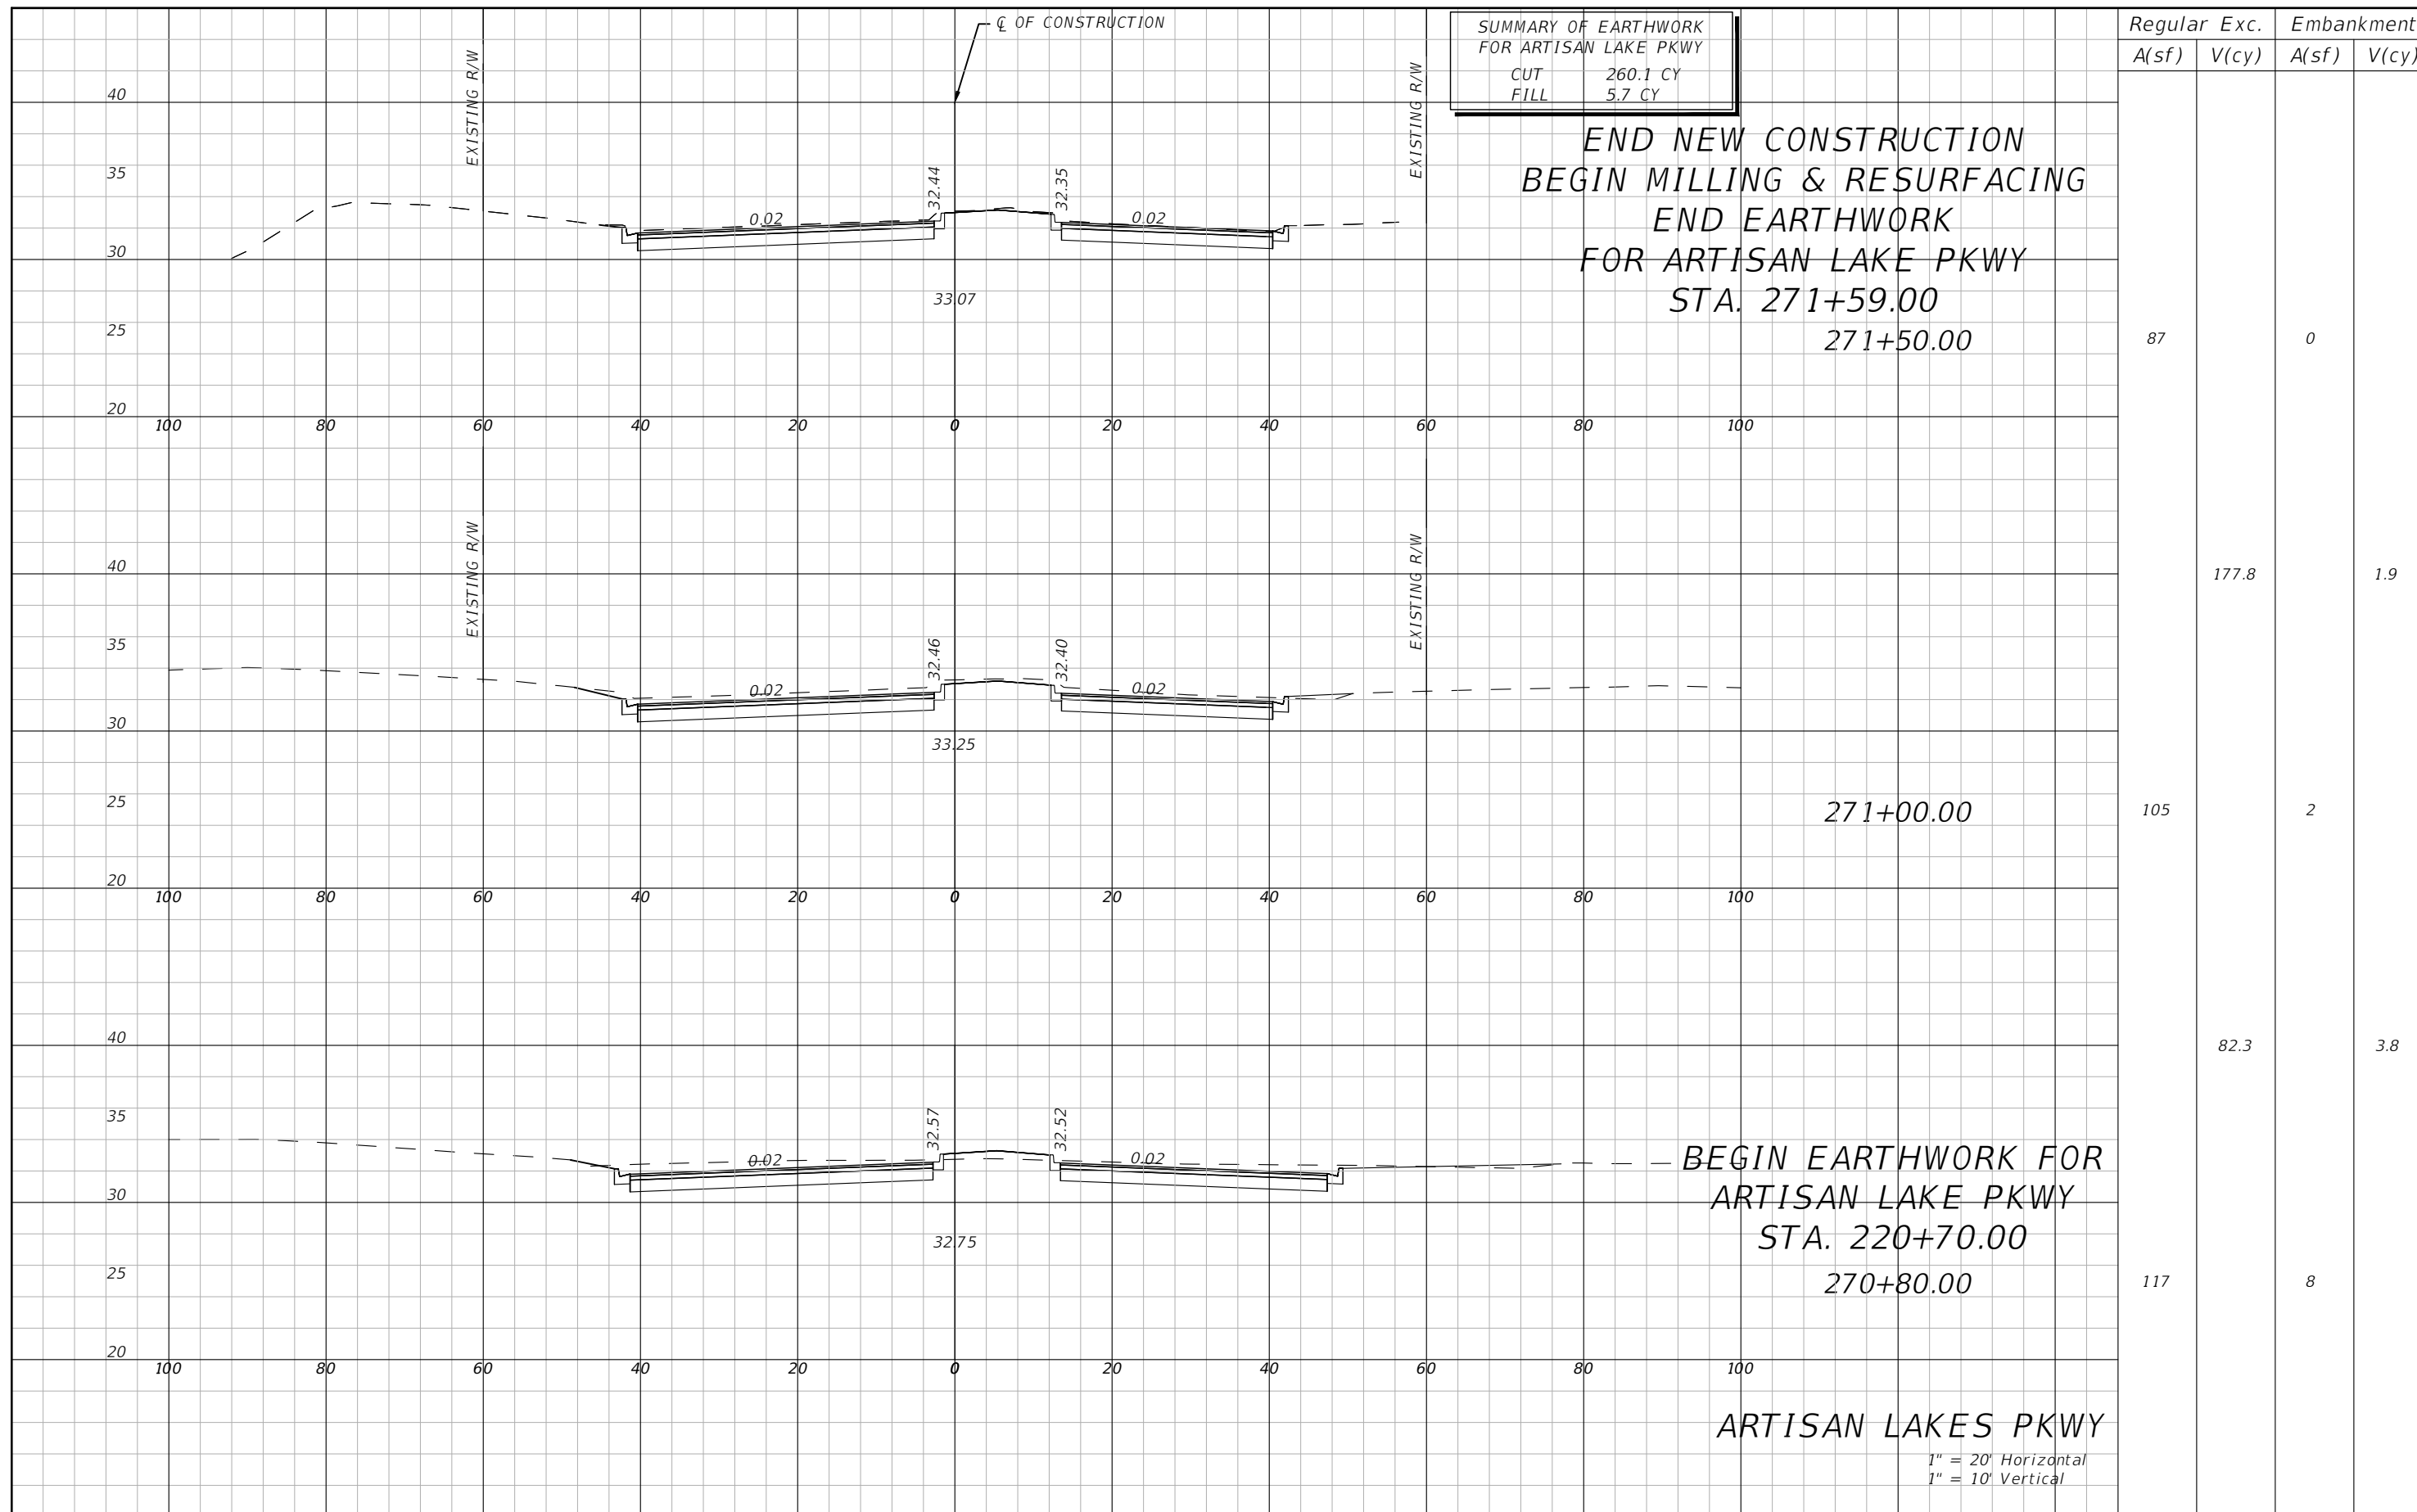 ℄ OF CONSTRUCTION
SUMMARY OF EARTHWORK
FOR ARTISAN LAKE PKWY
CUT 260.1 CY
FILL 5.7 CY
Regular Exc. Embankment
A(sf) V(cy) A(sf) V(cy)
EXISTING R/W
EXISTING R/W
END NEW CONSTRUCTION
BEGIN MILLING & RESURFACING
END EARTHWORK
FOR ARTISAN LAKE PKWY
STA. 271+59.00
271+50.00
87 0
40
35
30
25
20
32.44
32.35
0.02
0.02
33.07
100 80 60 40 20 0 20 40 60 80 100
177.8 1.9
EXISTING R/W
EXISTING R/W
40
35
30
25
20
32.46
32.40
0.02
0.02
33.25
271+00.00
105 2
100 80 60 40 20 0 20 40 60 80 100
82.3 3.8
40
35
30
25
20
32.57
32.52
0.02
0.02
32.75
BEGIN EARTHWORK FOR
ARTISAN LAKE PKWY
STA. 220+70.00
270+80.00
117 8
100 80 60 40 20 0 20 40 60 80 100
ARTISAN LAKES PKWY
1" = 20' Horizontal
1" = 10' Vertical